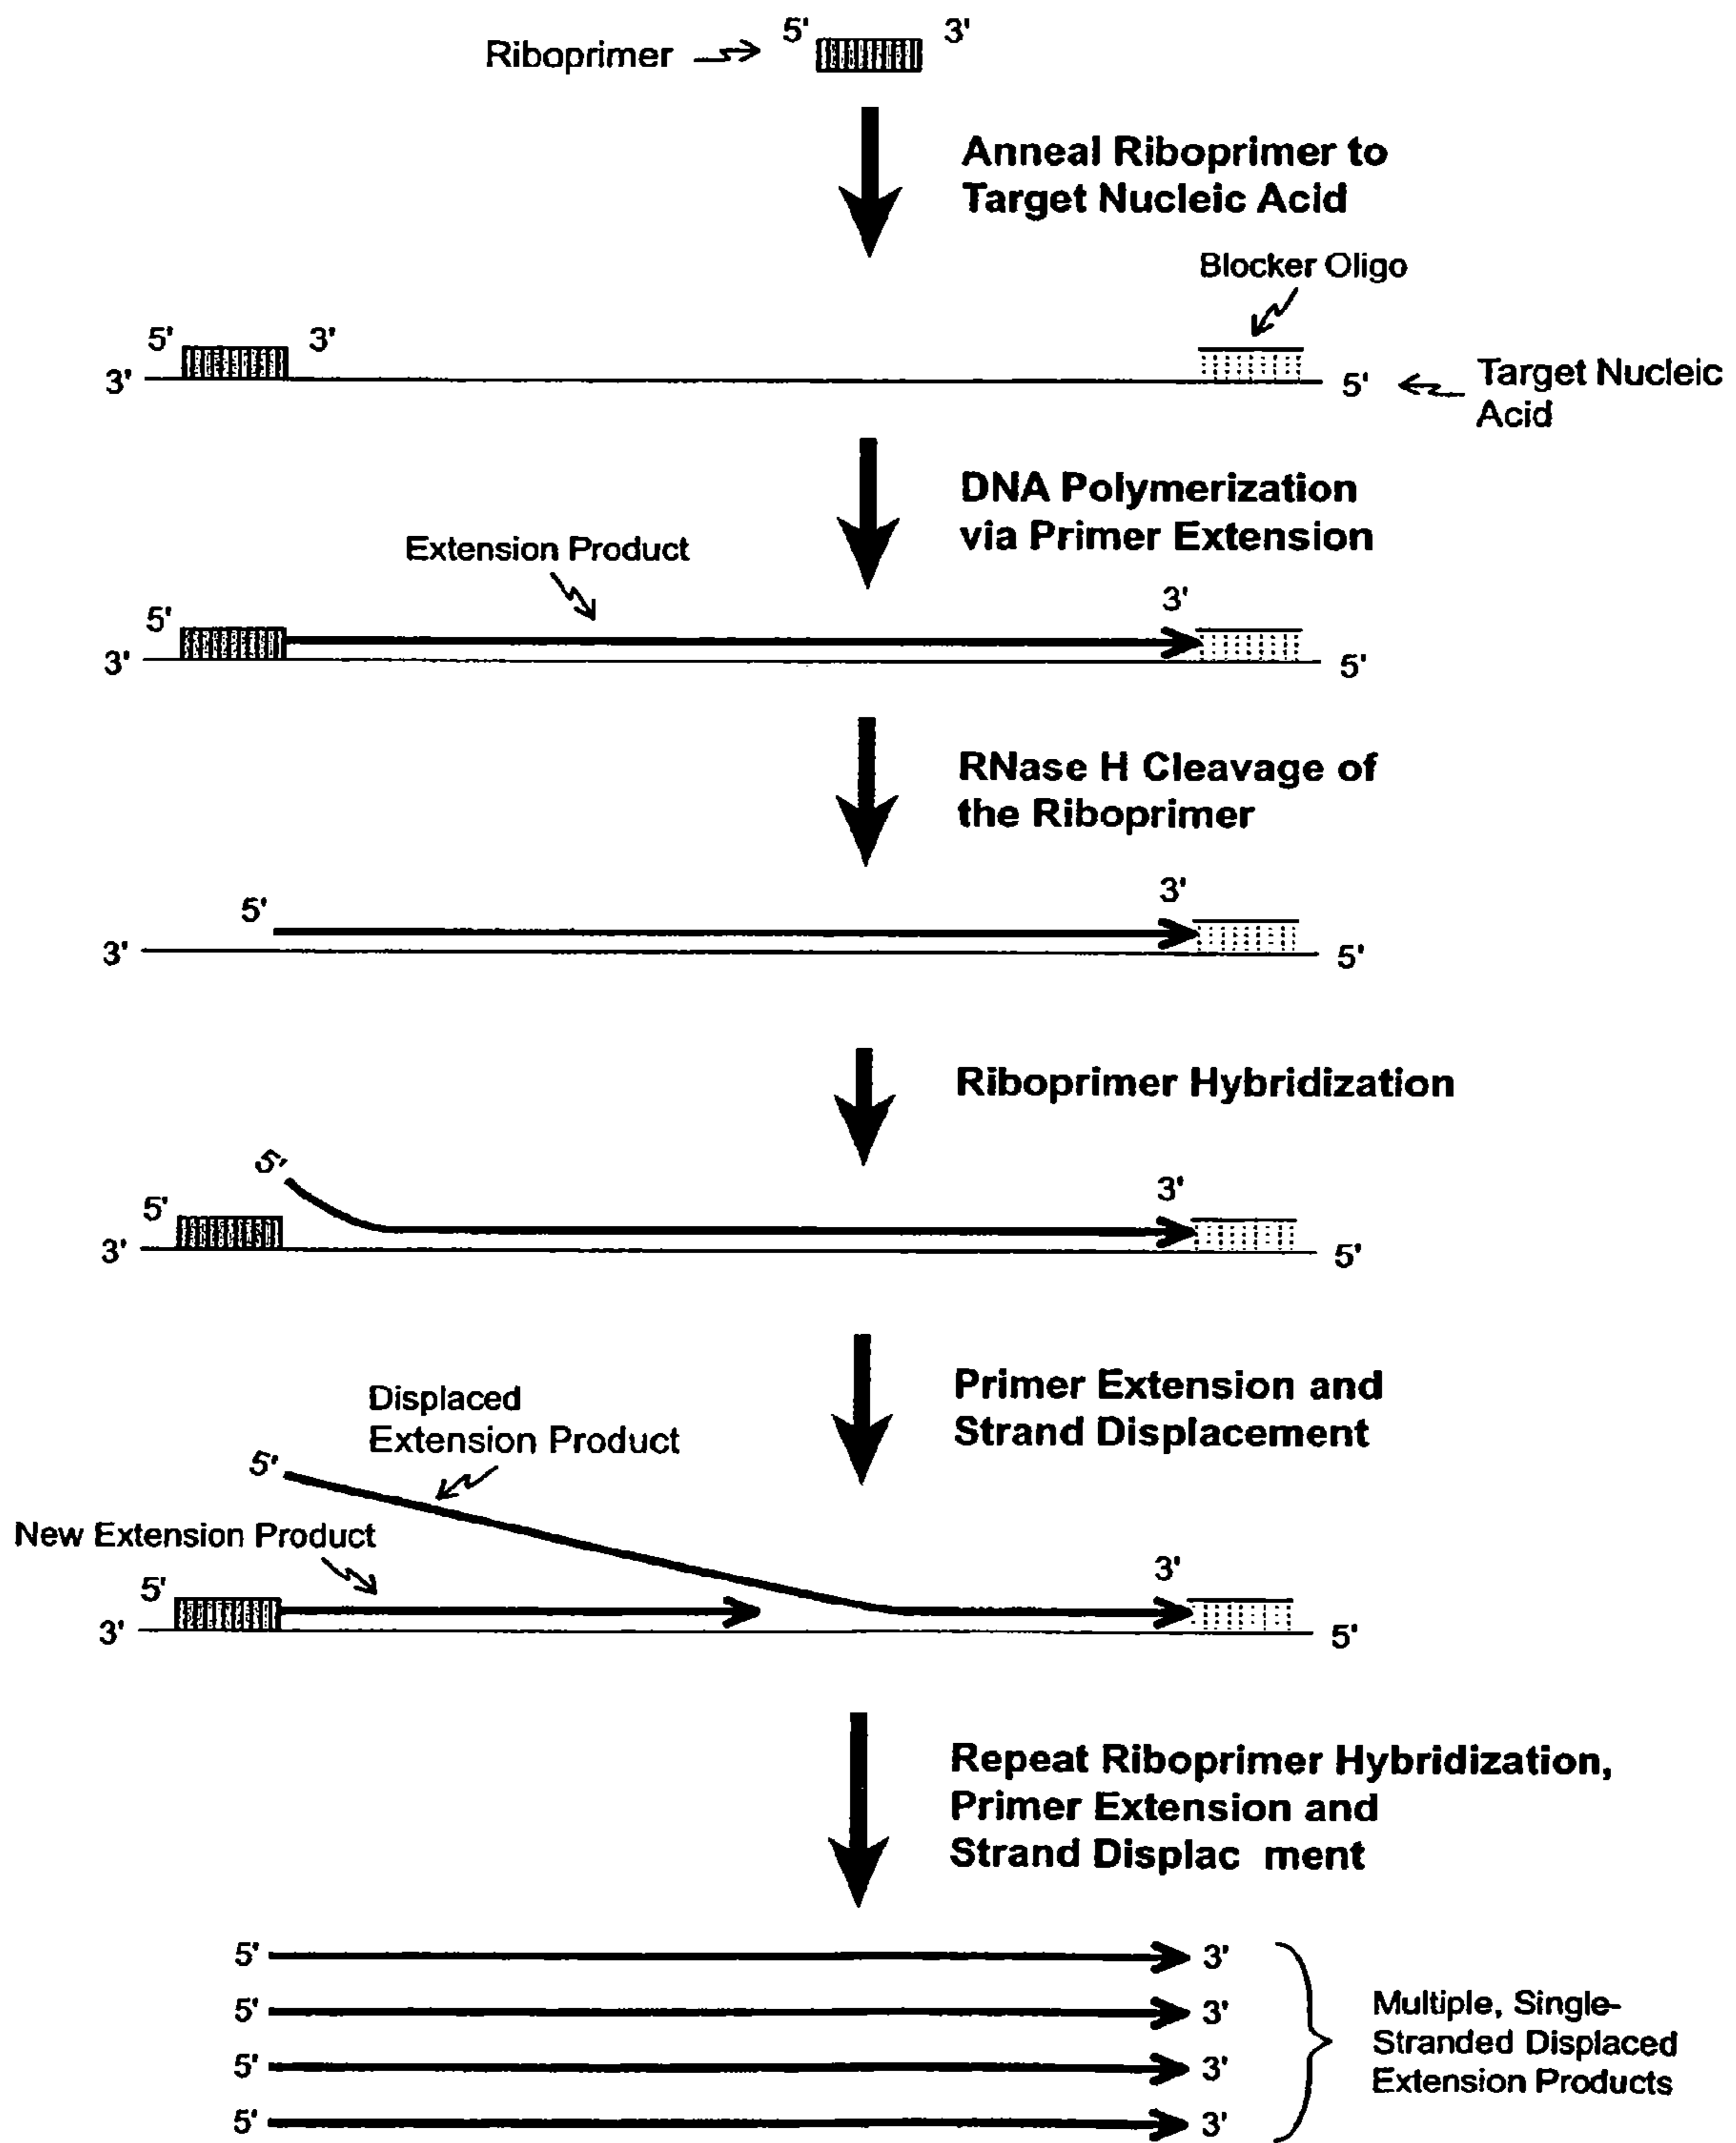 Riboprimer
5' 3'
Anneal Riboprimer to
Target Nucleic Acid
Blocker Oligo
5' 3'
3' 5'
Target Nucleic
Acid
DNA Polymerization
via Primer Extension
Extension Product
3'
5'
3' 5'
RNase H Cleavage of
the Riboprimer
3'
5'
3' 5'
Riboprimer Hybridization
5'
3'
5'
3' 5'
Primer Extension and
Strand Displacement
Displaced
Extension Product
5'
New Extension Product
3'
5'
3' 5'
Repeat Riboprimer Hybridization,
Primer Extension and
Strand Displac ment
5' 3'
5' 3'
5' 3'
5' 3'
Multiple, Single-
Stranded Displaced
Extension Products